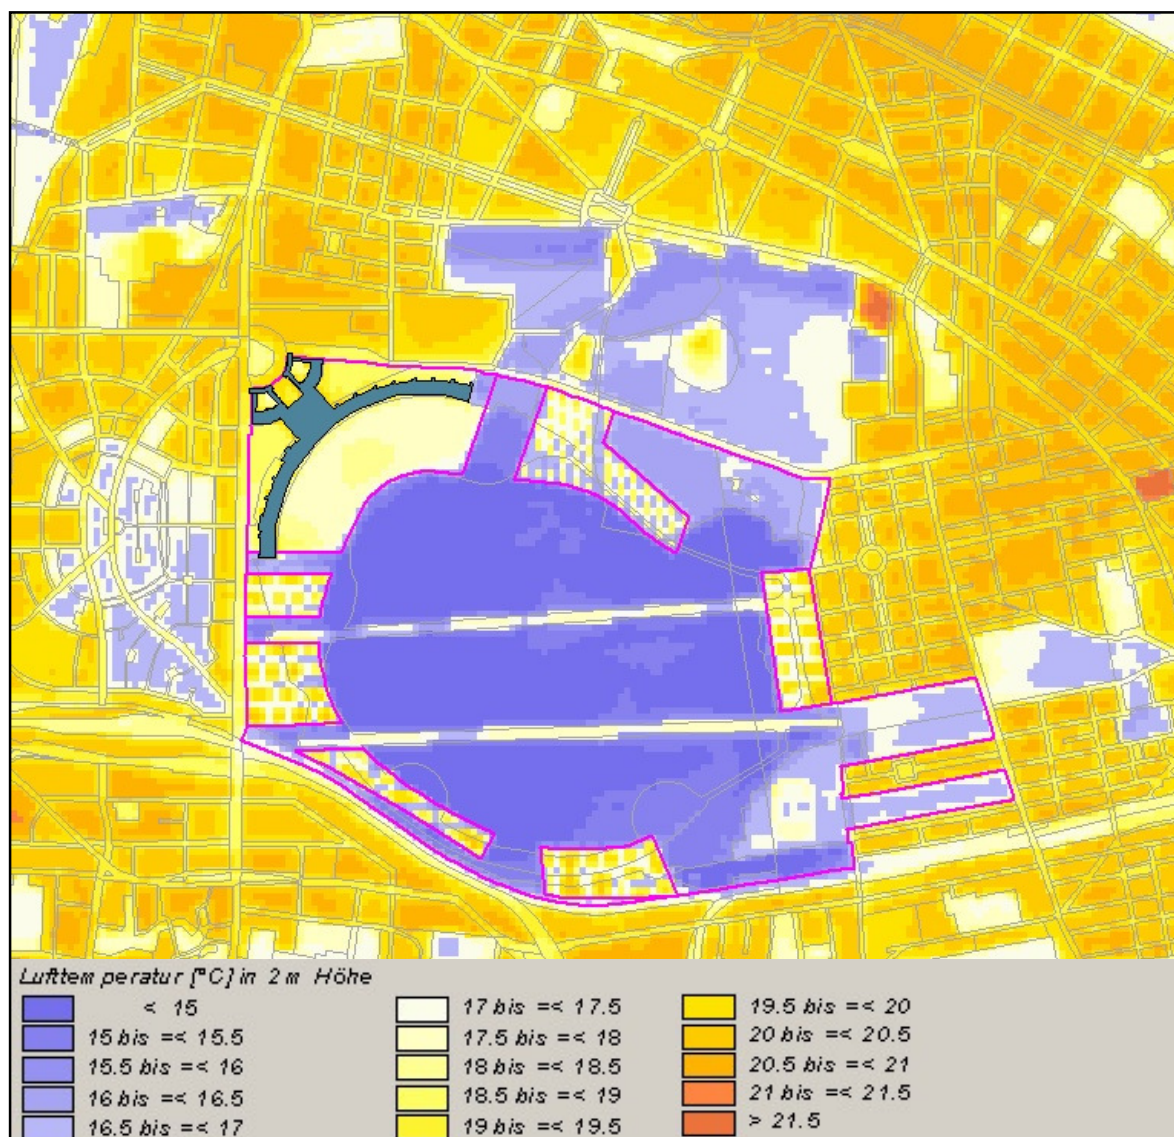 Lufttem peratur [°C] in 2 m Höhe
< 15
15 bis =< 15.5
15.5 bis =< 16
16 bis =< 16.5
16.5 bis =< 17
17 bis =< 17.5
17.5 bis =< 18
18 bis =< 18.5
18.5 bis =< 19
19 bis =< 19.5
19.5 bis =< 20
20 bis =< 20.5
20.5 bis =< 21
21 bis =< 21.5
> 21.5